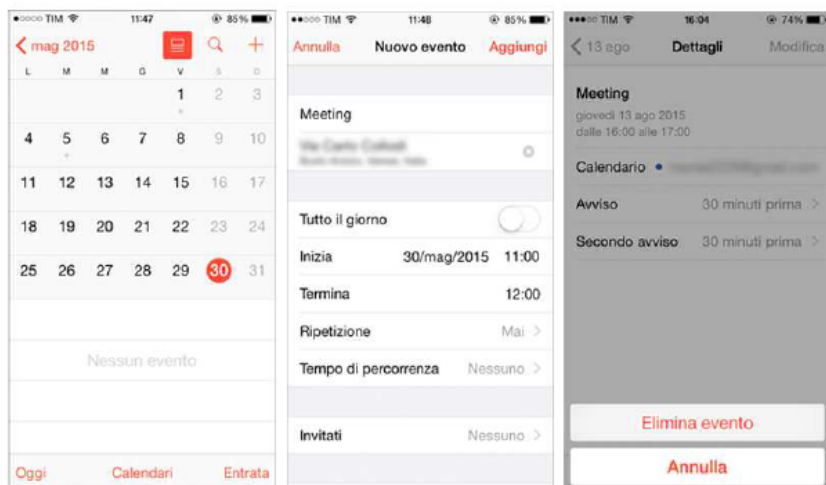 TIM 11:47 85%
mag 2015
L M M G V S D
1 2 3
4 5 6 7 8 9 10
11 12 13 14 15 16 17
18 19 20 21 22 23 24
25 26 27 28 29 30 31
Nessun evento
Oggi Calendari Entrata
TIM 11:48 85%
Annulla Nuovo evento Aggiungi
Meeting
Tutto il giorno
Inizia 30/mag/2015 11:00
Termina 12:00
Ripetizione Mai
Tempo di percorrenza Nessuno
Invitati Nessuno
TIM 16:04 74%
13 ago Dettagli Modifica
Meeting
giovedì 13 ago 2015
dalle 16:00 alle 17:00
Calendario
Avviso 30 minuti prima
Secondo avviso 30 minuti prima
Elimina evento
Annulla